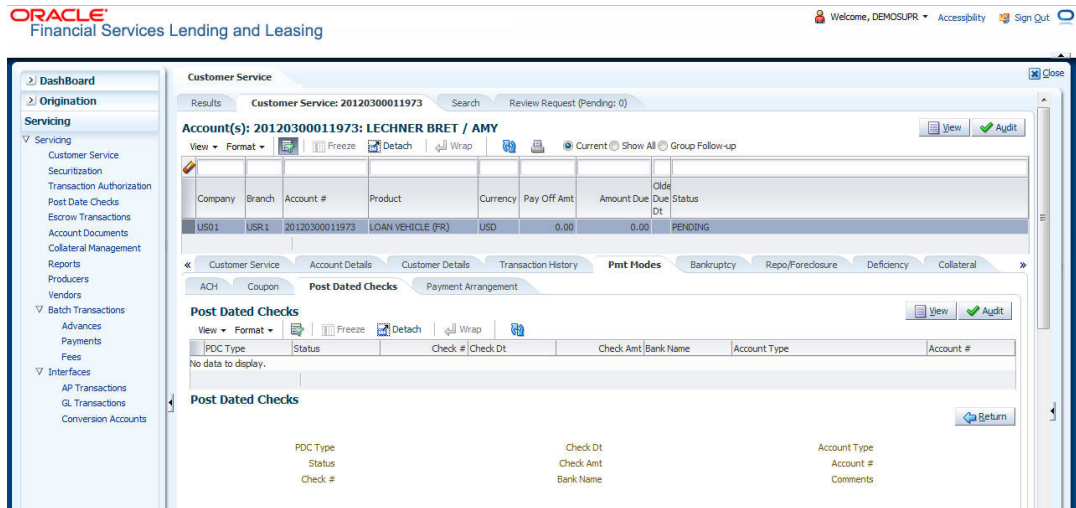 ORACLE
Financial Services Lending and Leasing
Welcome, DEMOSUPR Accessibility Sign Out
Close
DashBoard
Origination
Servicing
Servicing
Customer Service
Securitization
Transaction Authorization
Post Date Checks
Escrow Transactions
Account Documents
Collateral Management
Reports
Producers
Vendors
Batch Transactions
Advances
Payments
Fees
Interfaces
AP Transactions
GL Transactions
Conversion Accounts
Customer Service
Results Customer Service: 20120300011973 Search Review Request (Pending: 0)
Account(s): 20120300011973: LECHNER BRET / AMY
View Audit
View Format Freeze Detach Wrap Current Show All Group Follow-up
Company Branch Account # Product Currency Pay Off Amt Amount Due Olde Due Dt Status
US01 USR1 20120300011973 LOAN VEHICLE (FR) USD 0.00 0.00 PENDING
« Customer Service Account Details Customer Details Transaction History Pmt Modes Bankruptcy Repo/Foreclosure Deficiency Collateral »
ACH Coupon Post Dated Checks Payment Arrangement
Post Dated Checks
View Audit
View Format Freeze Detach Wrap
PDC Type Status Check # Check Dt Check Amt Bank Name Account Type Account #
No data to display.
Post Dated Checks
Return
PDC Type Check Dt Account Type
Status Check Amt Account #
Check # Bank Name Comments